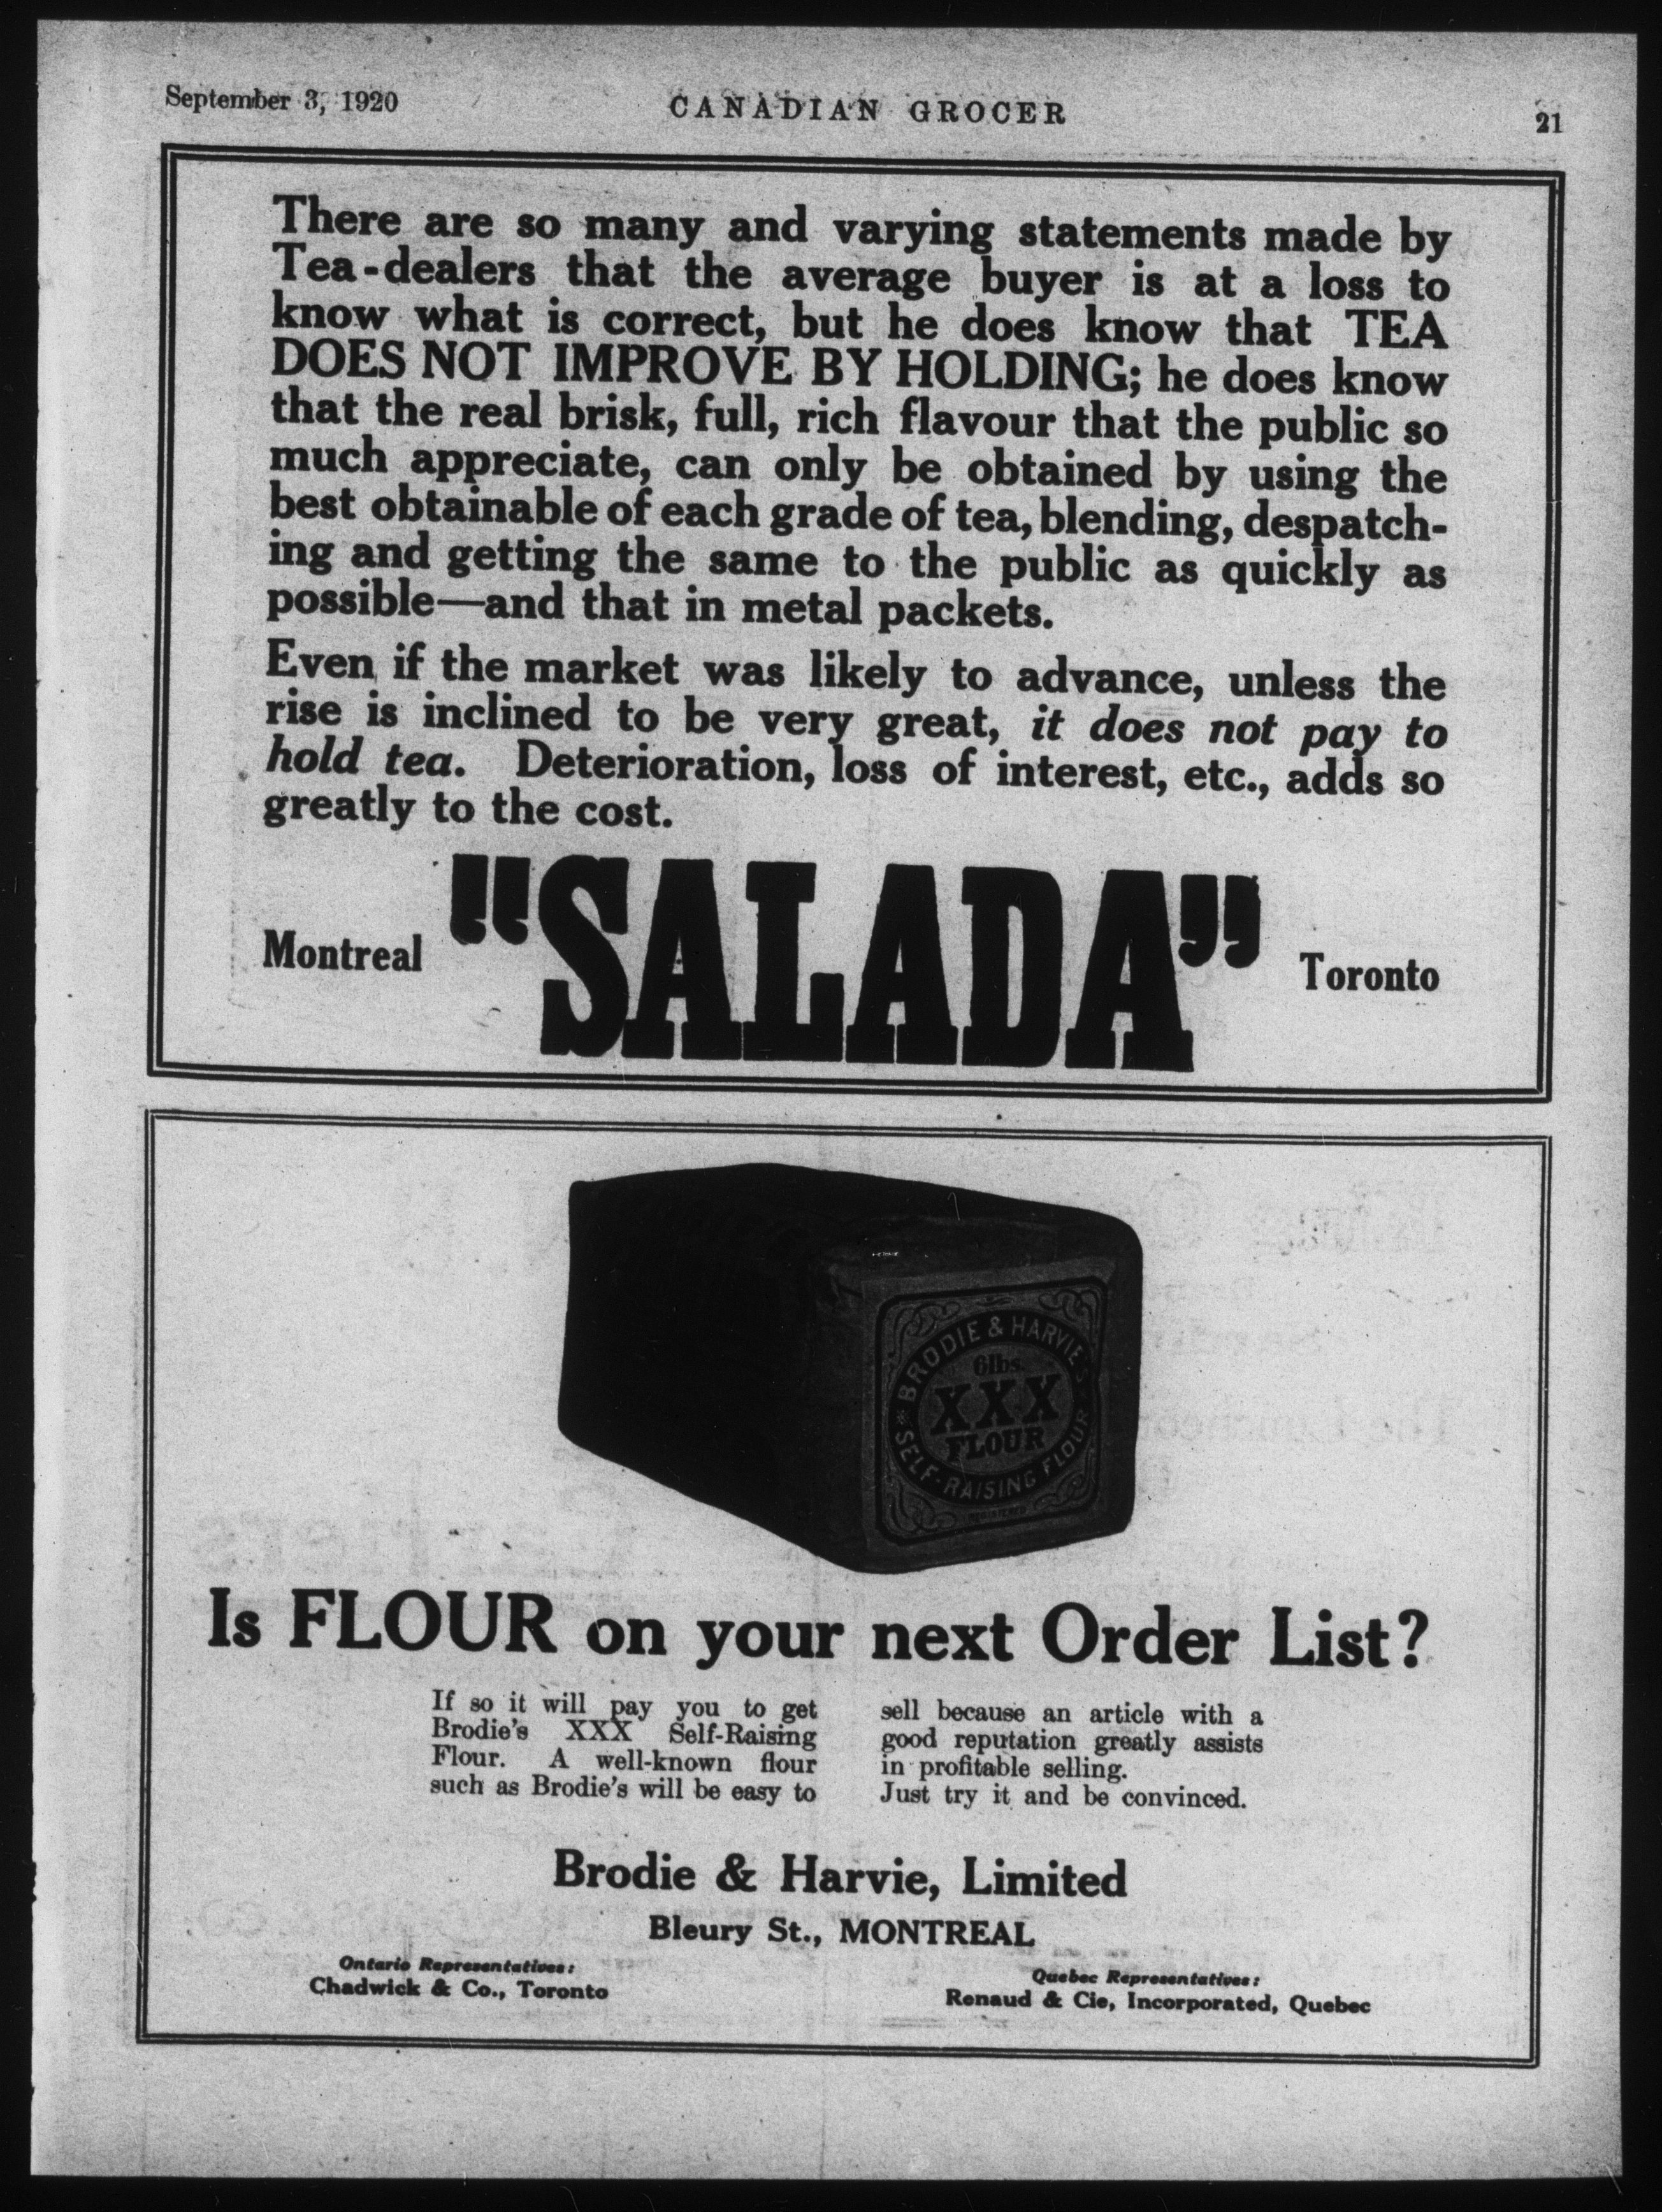 September 3, 1920
CANADIAN GROCER
21
There are so many and varying statements made by
Tea-dealers that the average buyer is at a loss to
know what is correct, but he does know that TEA
DOES NOT IMPROVE BY HOLDING; he does know
that the real brisk, full, rich flavour that the public so
much appreciate, can only be obtained by using the
best obtainable of each grade of tea, blending, despatch-
ing and getting the same to the public as quickly as
possible—and that in metal packets.
Even if the market was likely to advance, unless the
rise is inclined to be very great, it does not pay to
hold tea. Deterioration, loss of interest, etc., adds so
greatly to the cost.
Montreal
"SALADA"
Toronto
BRODIE & HARVIE'S
6lbs.
XXX
FLOUR
SELF-RAISING FLOUR
Is FLOUR on your next Order List?
If so it will pay you to get
Brodie's XXX Self-Raising
Flour. A well-known flour
such as Brodie's will be easy to
sell because an article with a
good reputation greatly assists
in profitable selling.
Just try it and be convinced.
Brodie & Harvie, Limited
Bleury St., MONTREAL
Ontario Representatives:
Chadwick & Co., Toronto
Quebec Representatives:
Renaud & Cie, Incorporated, Quebec